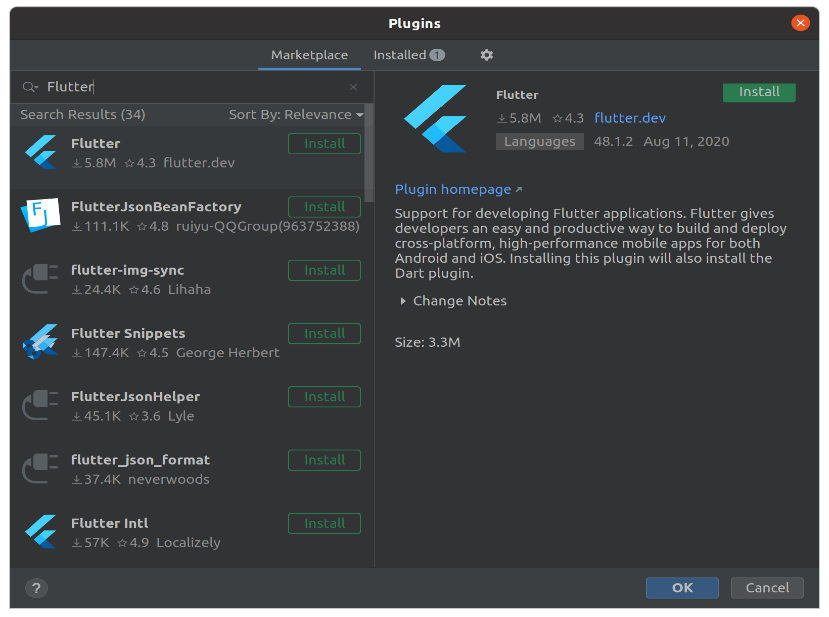 Plugins
Marketplace
Installed 1
Flutter
Search Results (34)
Sort By: Relevance
Flutter
Install
5.8M 4.3 flutter.dev
FlutterJsonBeanFactory
Install
111.1K 4.8 ruiyu-QQGroup(963752388)
flutter-img-sync
Install
24.4K 4.6 Lihaha
Flutter Snippets
Install
147.4K 4.5 George Herbert
FlutterJsonHelper
Install
45.1K 3.6 Lyle
flutter_json_format
Install
37.4K neverwoods
Flutter Intl
Install
57K 4.9 Localizely
Flutter
Install
5.8M 4.3 flutter.dev
Languages 48.1.2 Aug 11, 2020
Plugin homepage
Support for developing Flutter applications. Flutter gives
developers an easy and productive way to build and deploy
cross-platform, high-performance mobile apps for both
Android and iOS. Installing this plugin will also install the
Dart plugin.
Change Notes
Size: 3.3M
?
OK
Cancel